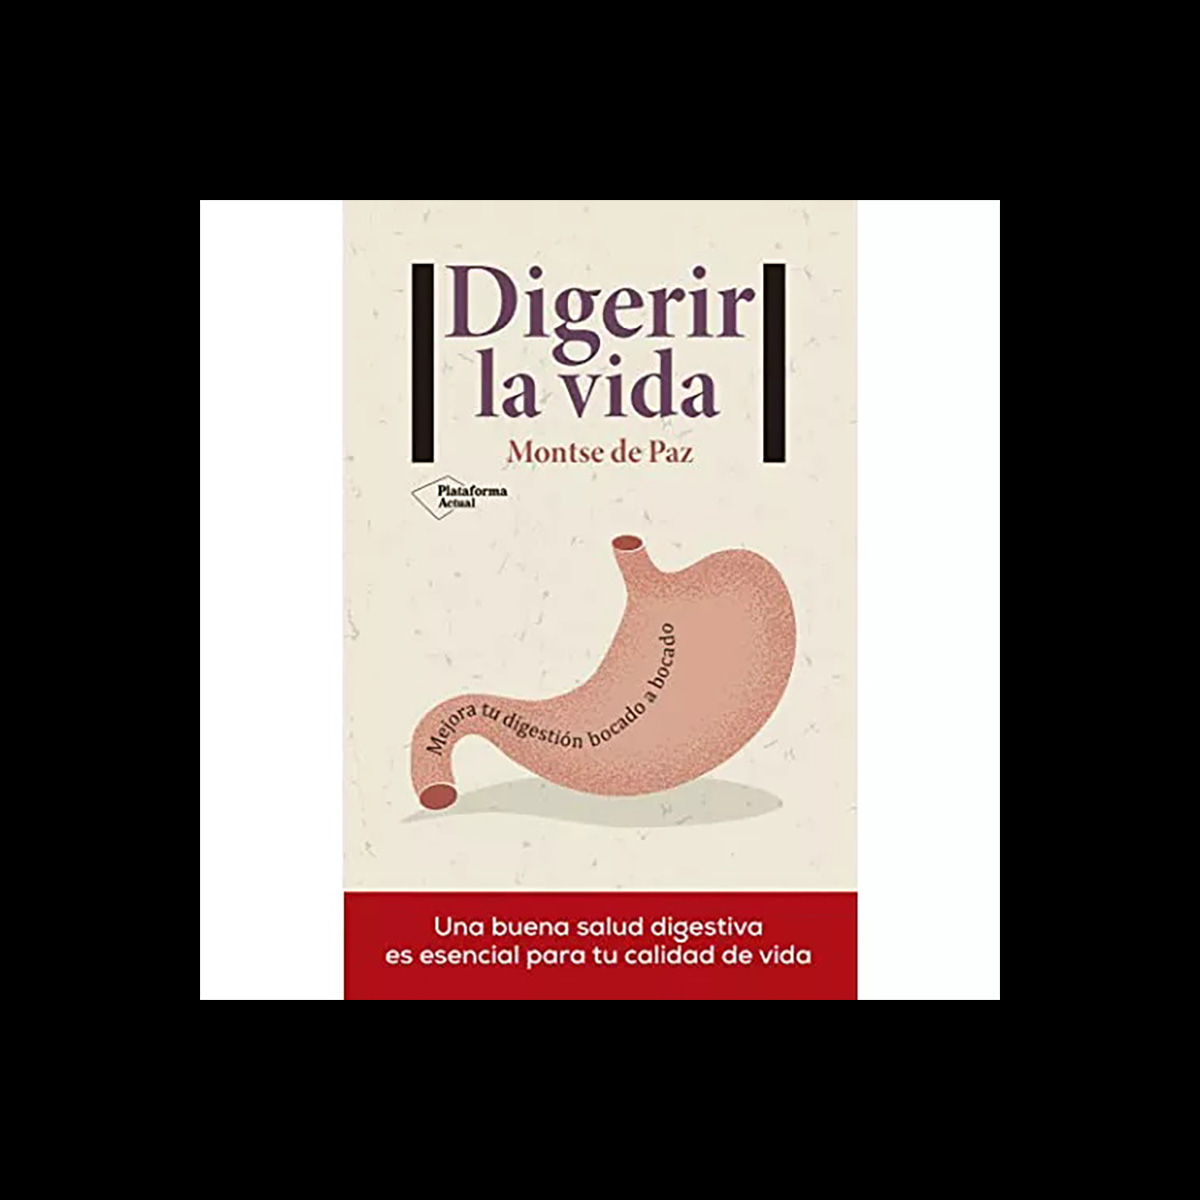 Digerir
la vida
Montse de Paz
Plataforma
Actual
Mejora tu digestión bocado a bocado
Una buena salud digestiva
es esencial para tu calidad de vida